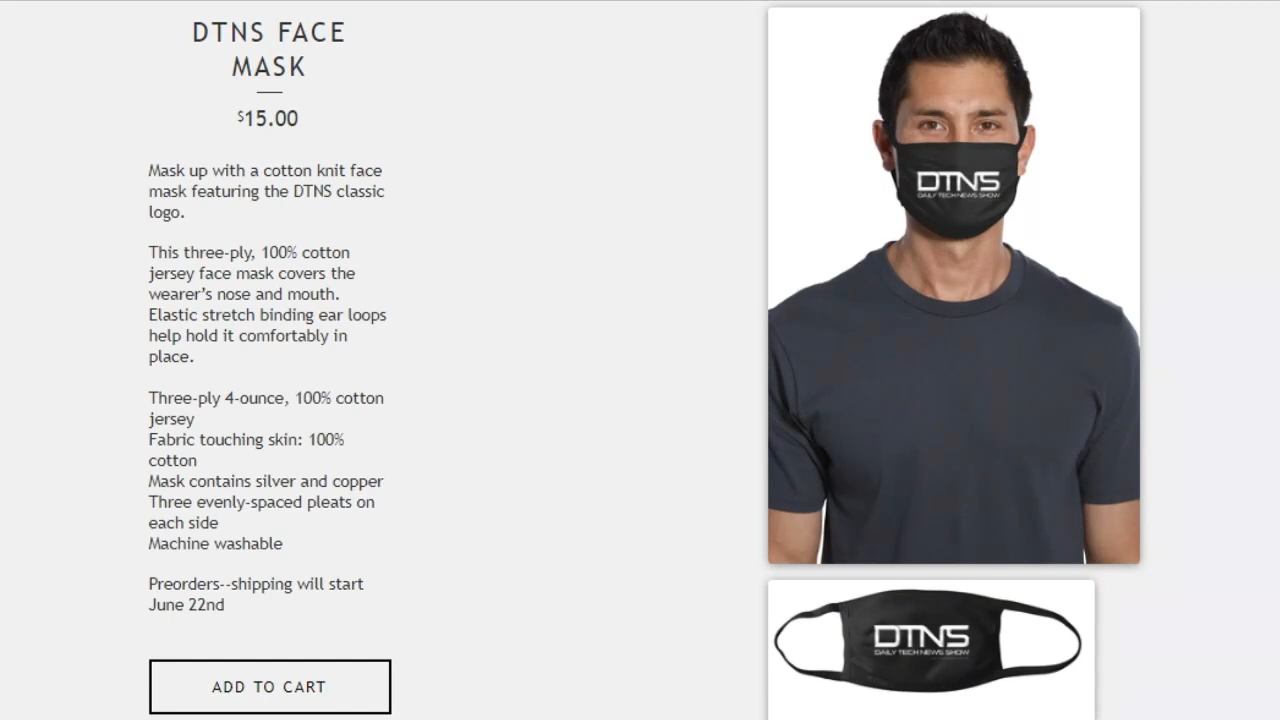 DTNS FACE
MASK
$15.00
Mask up with a cotton knit face
mask featuring the DTNS classic
logo.
This three-ply, 100% cotton
jersey face mask covers the
wearer's nose and mouth.
Elastic stretch binding ear loops
help hold it comfortably in
place.
Three-ply 4-ounce, 100% cotton
jersey
Fabric touching skin: 100%
cotton
Mask contains silver and copper
Three evenly-spaced pleats on
each side
Machine washable
Preorders--shipping will start
June 22nd
ADD TO CART
DTNS
DAILY TECH NEWS SHOW
DTNS
DAILY TECH NEWS SHOW